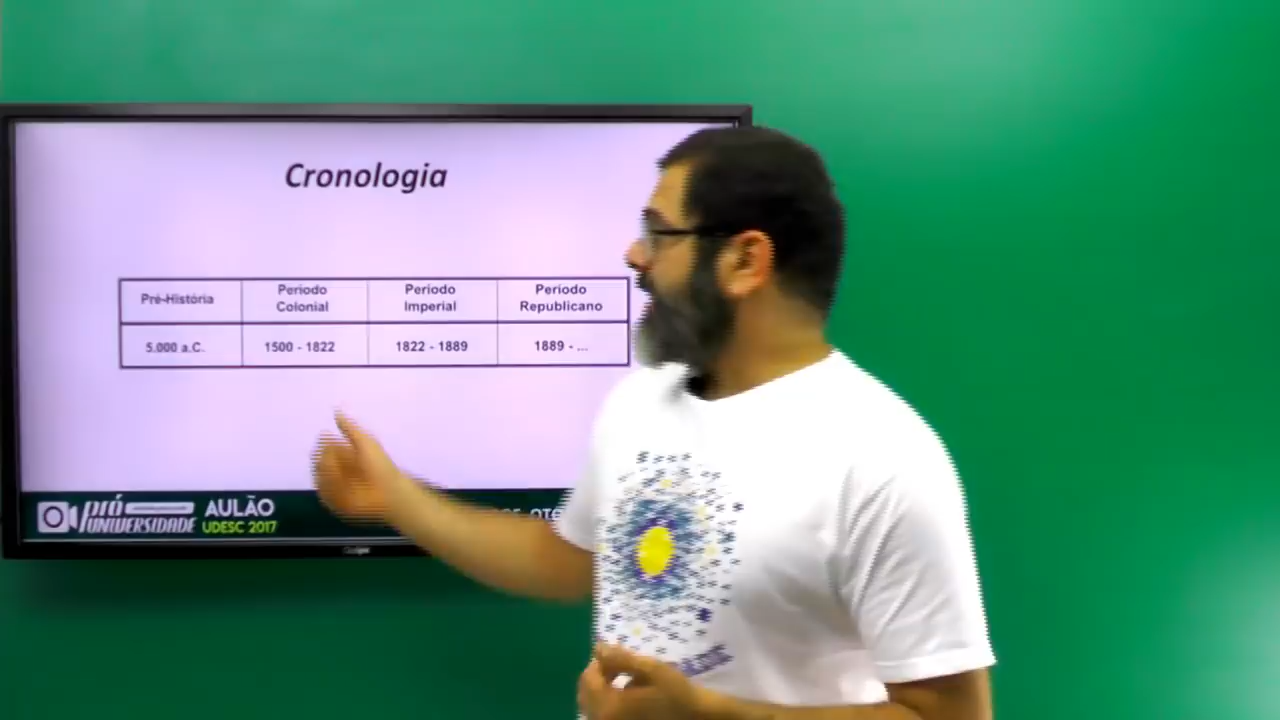 Cronologia
Pré-História
Período Colonial
Período Imperial
Período Republicano
5.000 a.C.
1500 - 1822
1822 - 1889
1889 - ...
pró
UNIVERSIDADE
AULÃO
UDESC 2017